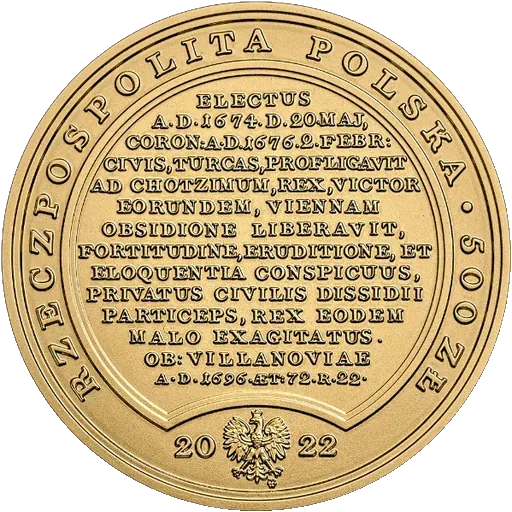 RZECZPOSPOLITA POLSKA · 500 ZŁ
ELECTUS
A.D.1674.D.20MAJ,
CORON:A.D.1676.2.FEBR:
CIVIS,TURCAS,PROFLIGAVIT
AD CHOTZIMUM,REX,VICTOR
EORUNDEM, VIENNAM
OBSIDIONE LIBERAVIT,
FORTITUDINE,ERUDITIONE, ET
ELOQUENTIA CONSPICUUS,
PRIVATUS CIVILIS DISSIDII
PARTICEPS, REX EODEM
MALO EXAGITATUS.
OB:VILLANOVIAE
A.D.1696.ÆT:72.R.22.
20 22